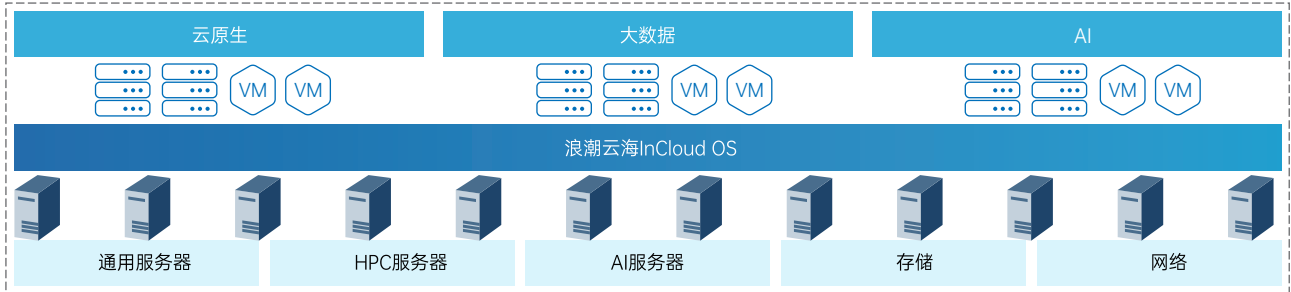 云原生
大数据
AI
VM
VM
VM
VM
VM
VM
浪潮云海InCloud OS
通用服务器
HPC服务器
AI服务器
存储
网络